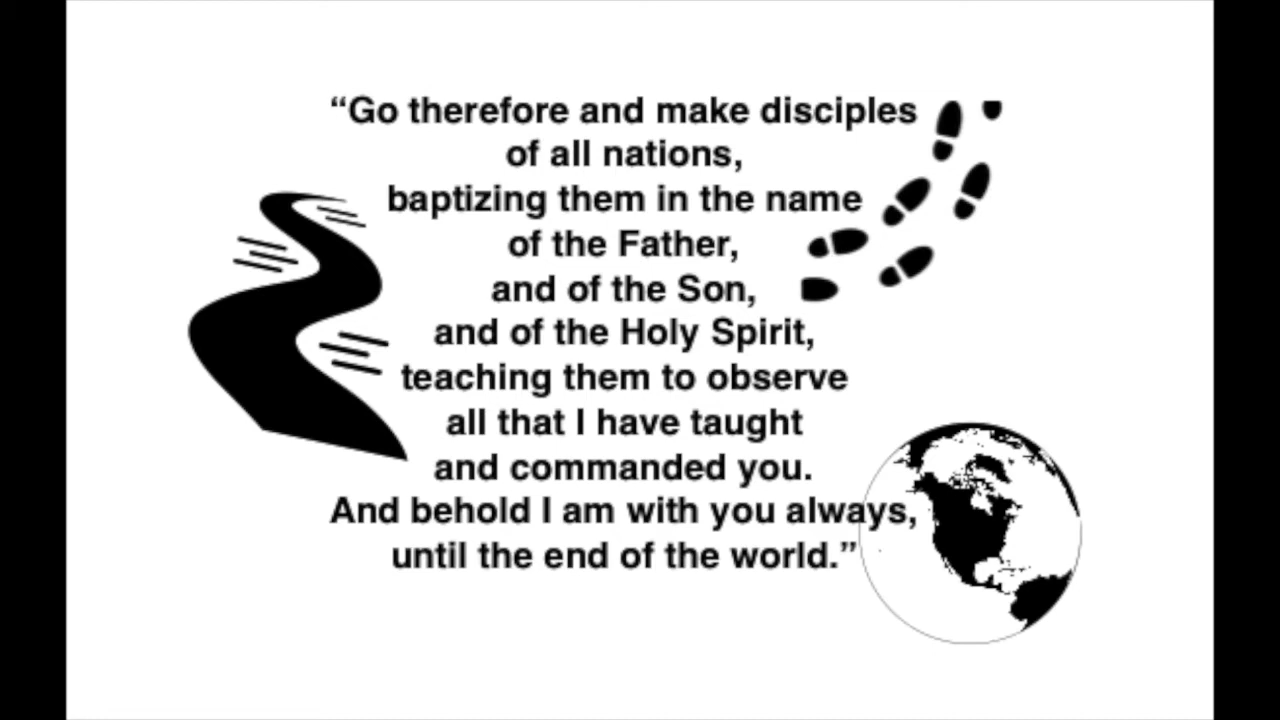 “Go therefore and make disciples
of all nations,
baptizing them in the name
of the Father,
and of the Son,
and of the Holy Spirit,
teaching them to observe
all that I have taught
and commanded you.
And behold I am with you always,
until the end of the world.”